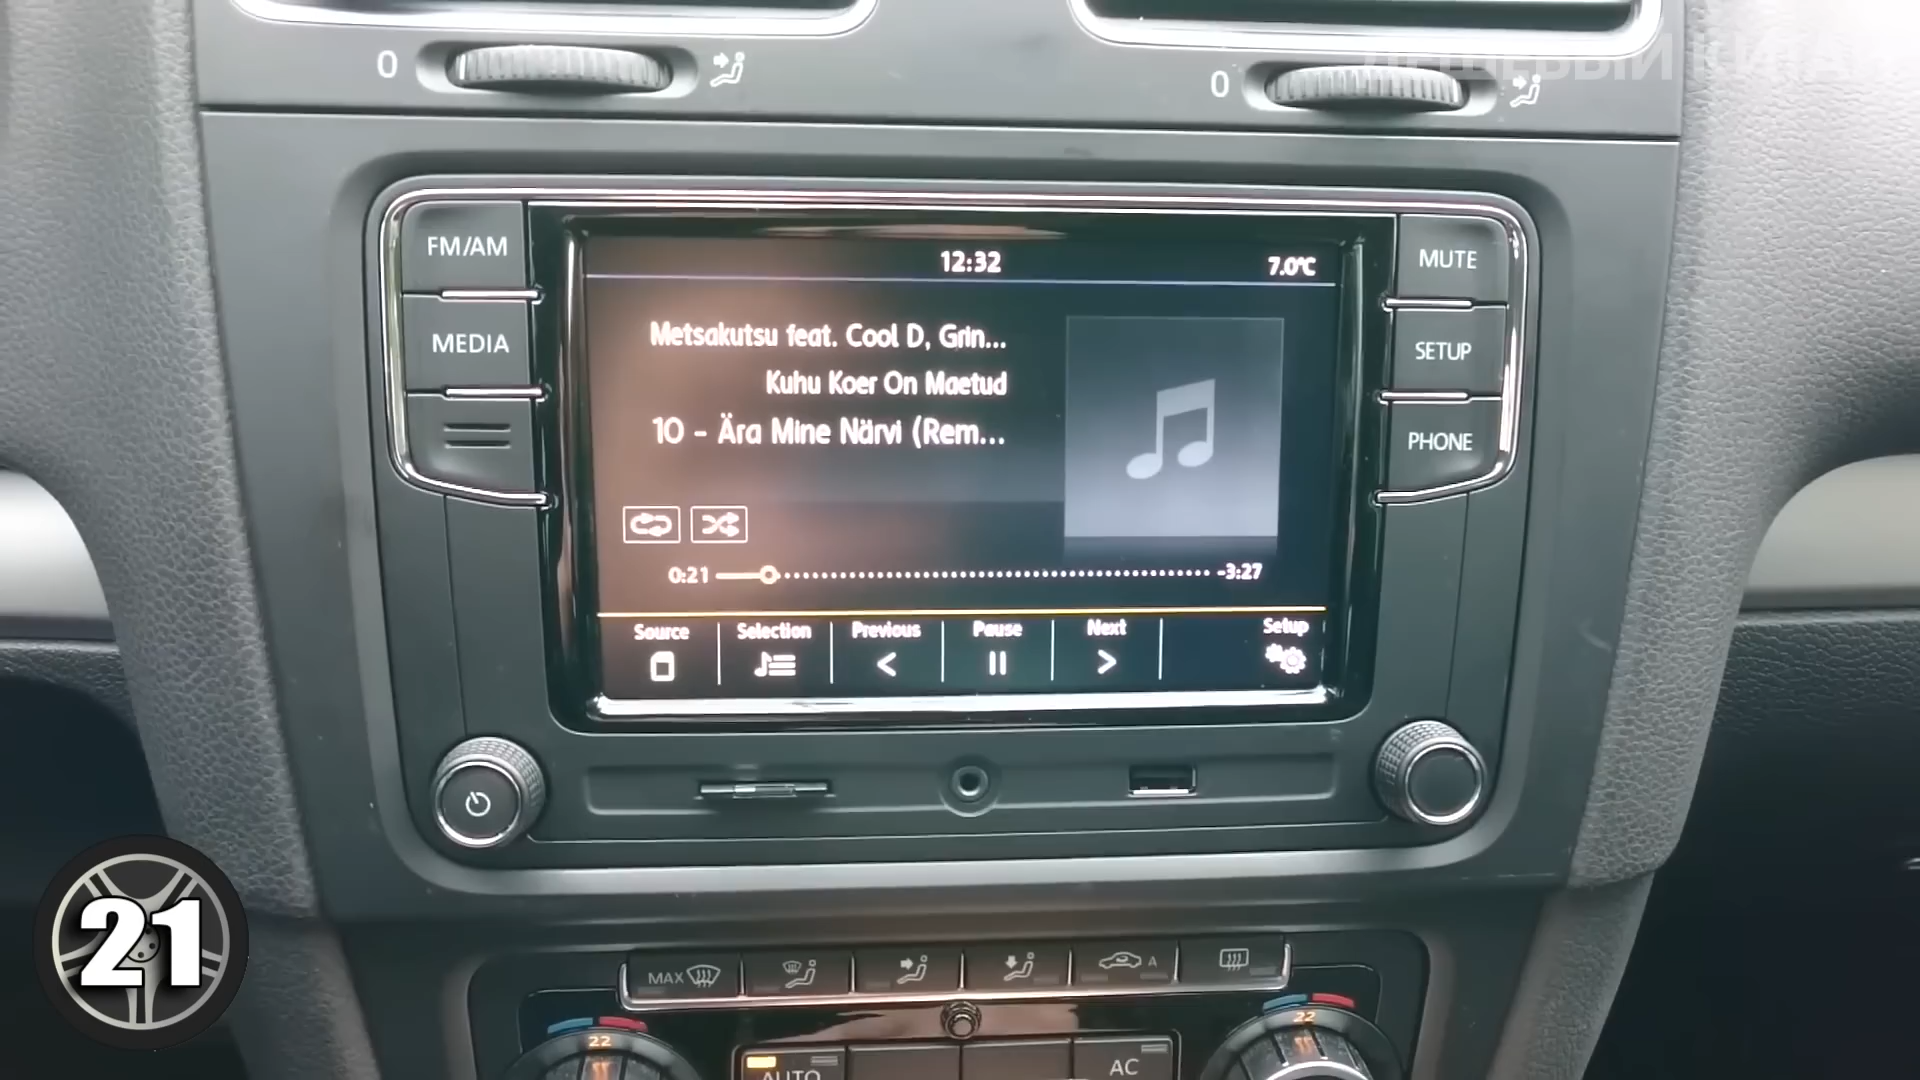 ДЕШЕВЫЙ КИТАЙ
0
0
FM/AM
MEDIA
MUTE
SETUP
PHONE
12:32
7.0°C
Metsakutsu feat. Cool D, Grin...
Kuhu Koer On Maetud
10 - Ära Mine Närvi (Rem...
0:21
-3:27
Source
Selection
Previous
Pause
Next
Setup
21
MAX
A
22
22
AUTO
AC